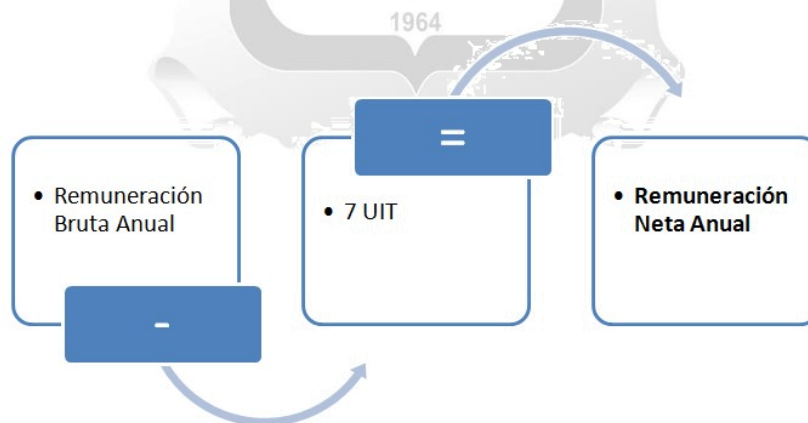 1964
• Remuneración
Bruta Anual
-
• 7 UIT
=
• Remuneración
Neta Anual